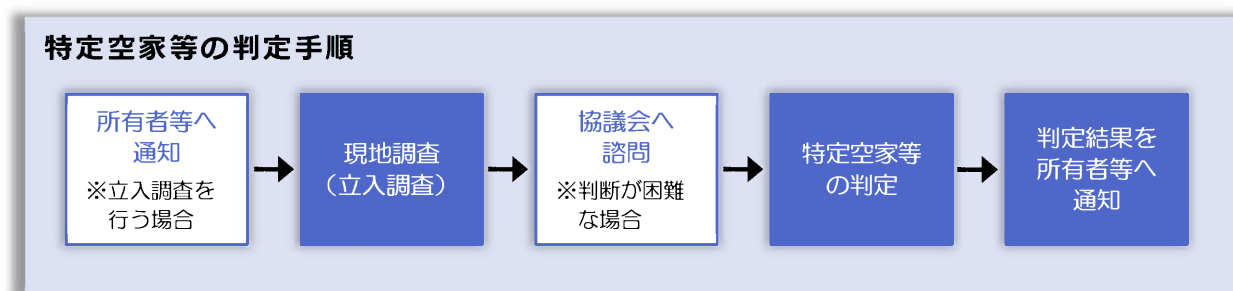 特定空家等の判定手順
所有者等へ
通知
※立入調査を
行う場合
現地調査
（立入調査）
協議会へ
諮問
※判断が困難
な場合
特定空家等
の判定
判定結果を
所有者等へ
通知